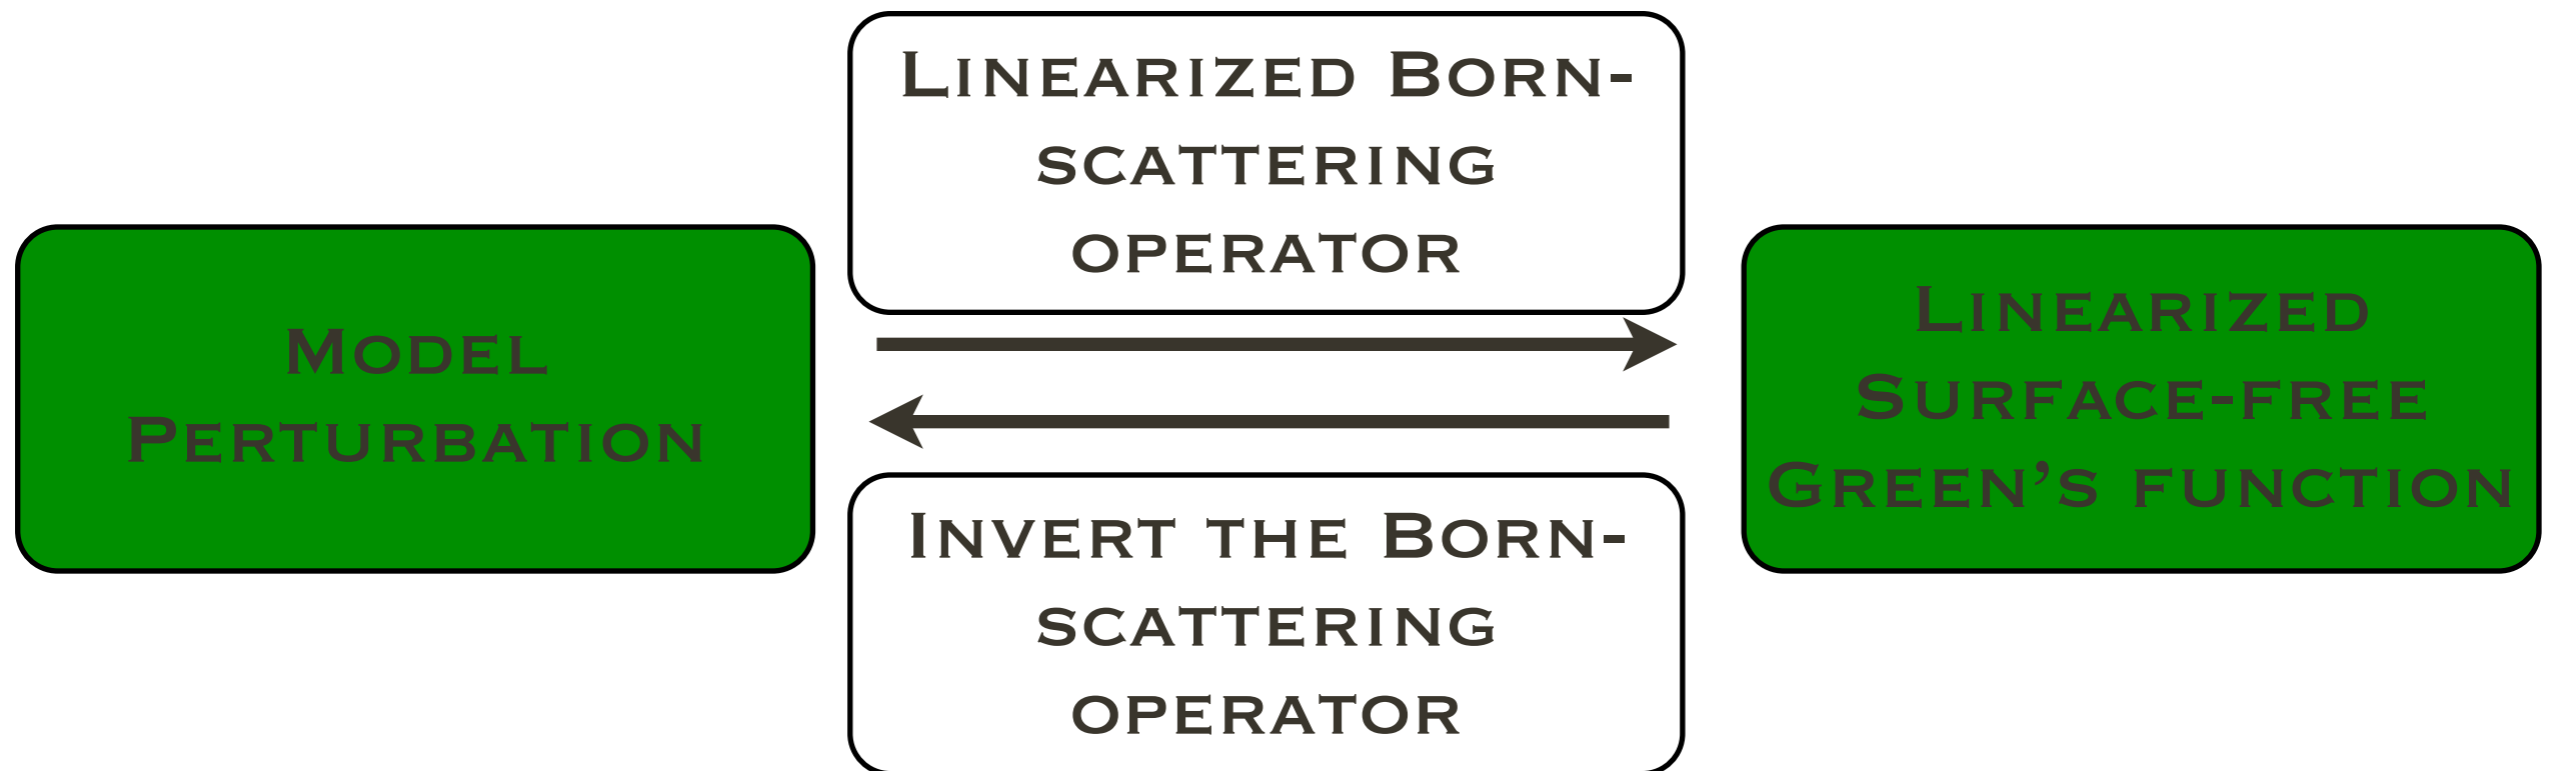 Linearized Born-
scattering
operator
Model
Perturbation
Linearized
Surface-free
Green’s function
Invert the Born-
scattering
operator